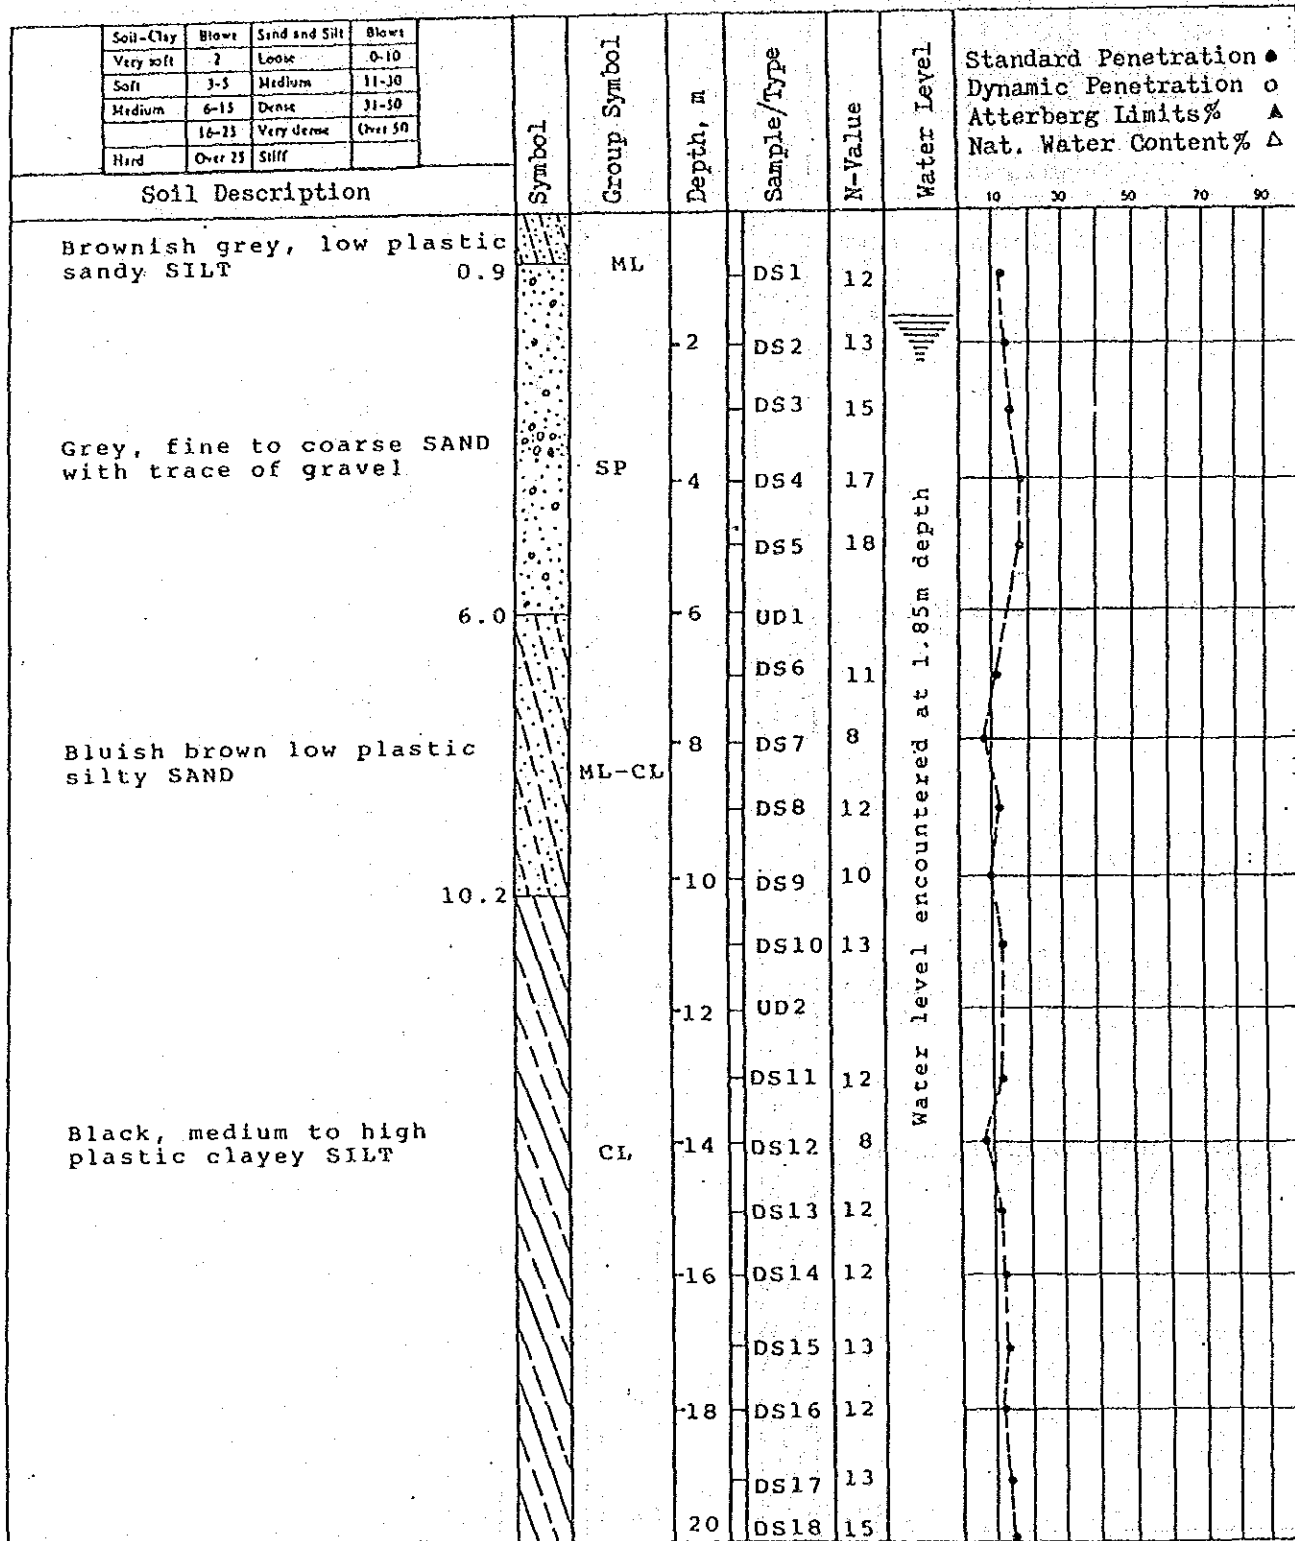 Soil-Clay Blows Sand and Silt Blows
Very soft 2 Loose 0-10
Soft 3-5 Medium 11-30
Medium 6-15 Dense 31-50
16-25 Very dense Over 50
Hard Over 25 Stiff
Soil Description
Symbol
Group Symbol
Depth, m
Sample/Type
N-Value
Water Level
Standard Penetration
Dynamic Penetration
Atterberg Limits%
Nat. Water Content%
10 30 50 70 90
Brownish grey, low plastic
sandy SILT 0.9
ML
DS1 12
2 DS2 13
DS3 15
Grey, fine to coarse SAND
with trace of gravel
SP
4 DS4 17
DS5 18
6.0
6 UD1
DS6 11
Bluish brown low plastic
silty SAND
ML-CL
8 DS7 8
DS8 12
10.2
10 DS9 10
DS10 13
12 UD2
DS11 12
Black, medium to high
plastic clayey SILT
CL
14 DS12 8
DS13 12
16 DS14 12
DS15 13
18 DS16 12
DS17 13
20 DS18 15
Water level encountered at 1.85m depth